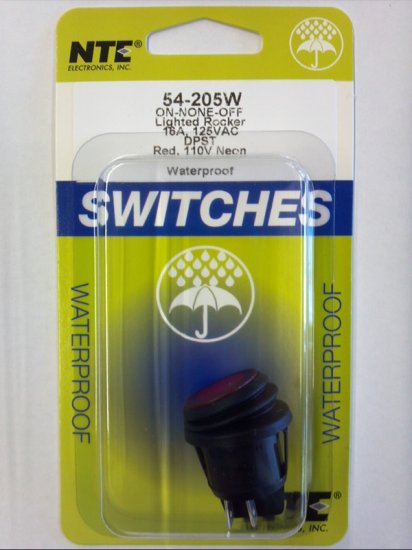 NTE®
ELECTRONICS, INC.
54-205W
ON-NONE-OFF
Lighted Rocker
16A, 125VAC
DPST
Red, 110V Neon
Waterproof
SWITCHES
WATERPROOF
WATERPROOF
NTE